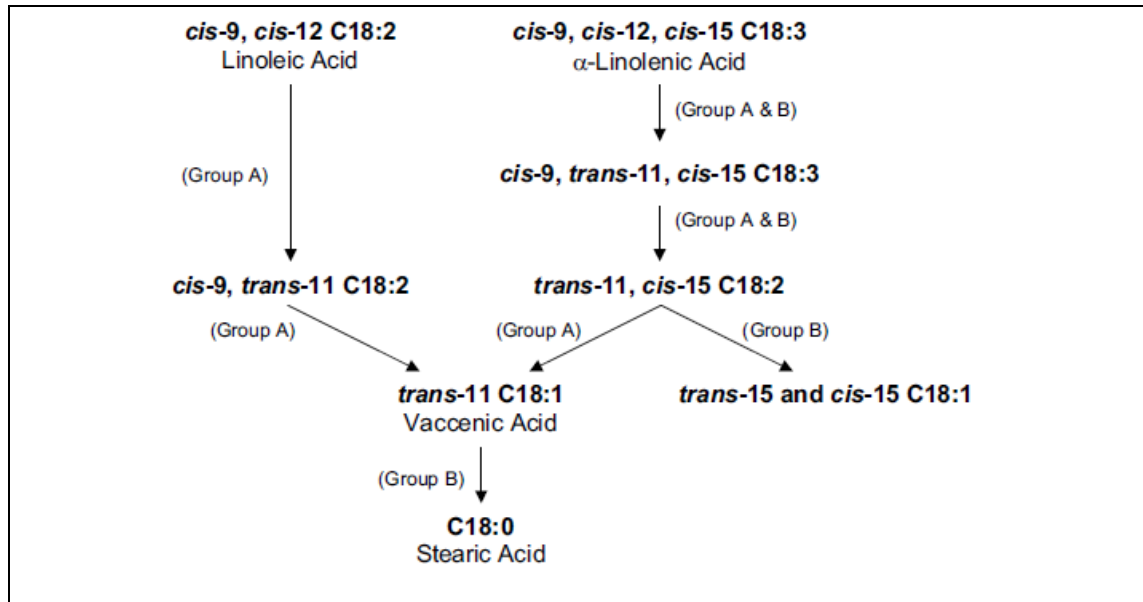 cis-9, cis-12 C18:2 cis-9, cis-12, cis-15 C18:3
Linoleic Acid α-Linolenic Acid
(Group A & B)
(Group A) cis-9, trans-11, cis-15 C18:3
(Group A & B)
cis-9, trans-11 C18:2 trans-11, cis-15 C18:2
(Group A) (Group A) (Group B)
trans-11 C18:1 trans-15 and cis-15 C18:1
Vaccenic Acid
(Group B)
C18:0
Stearic Acid